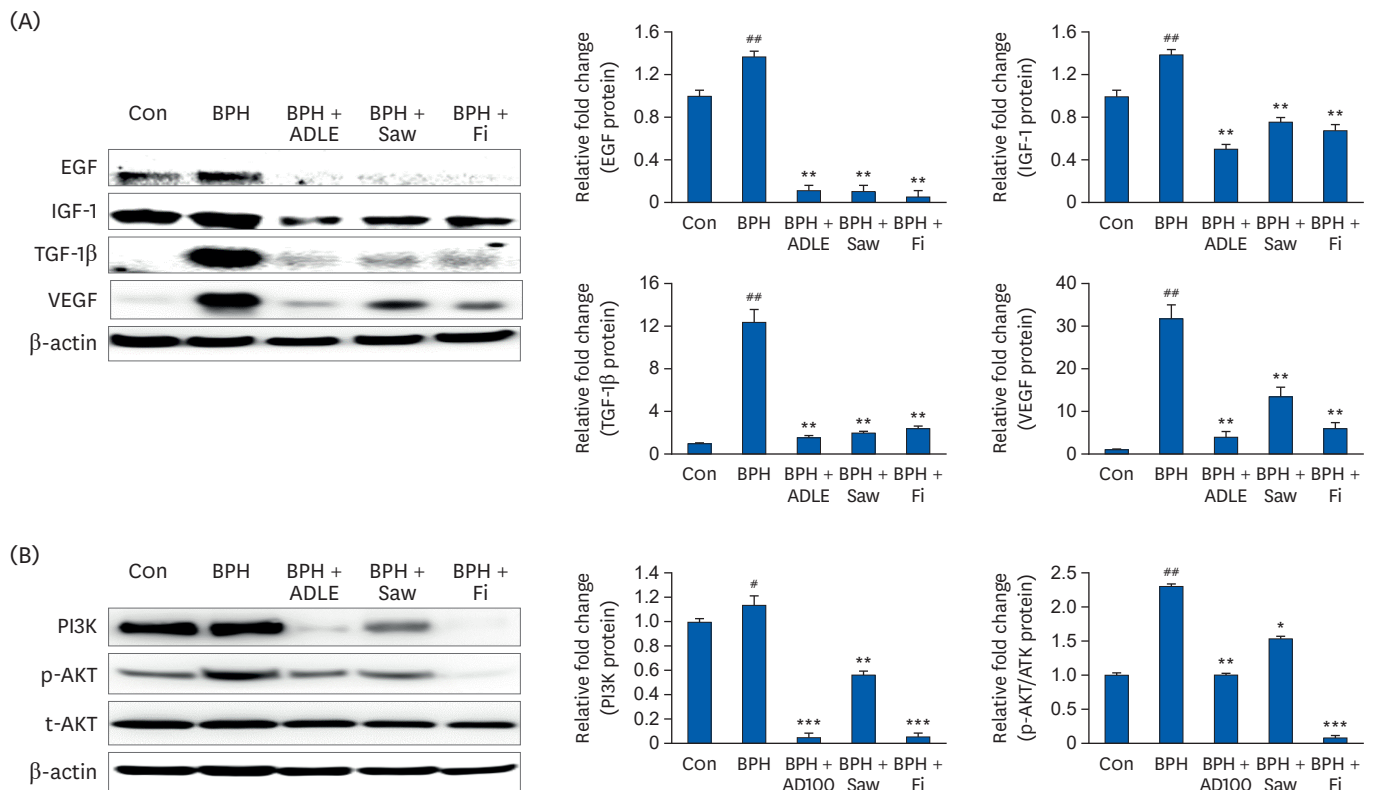 (A)
Con BPH BPH + BPH + BPH +
ADLE Saw Fi
EGF
IGF-1
TGF-1β
VEGF
β-actin
Relative fold change
(EGF protein)
1.6
1.2
0.8
0.4
0
##
**
**
**
Con BPH BPH + BPH + BPH +
ADLE Saw Fi
Relative fold change
(IGF-1 protein)
1.6
1.2
0.8
0.4
0
##
**
**
**
Con BPH BPH + BPH + BPH +
ADLE Saw Fi
Relative fold change
(TGF-1β protein)
16
12
8
4
0
##
**
**
**
Con BPH BPH + BPH + BPH +
ADLE Saw Fi
Relative fold change
(VEGF protein)
40
30
20
10
0
##
**
**
**
Con BPH BPH + BPH + BPH +
ADLE Saw Fi
(B)
Con BPH BPH + BPH + BPH +
ADLE Saw Fi
PI3K
p-AKT
t-AKT
β-actin
Relative fold change
(PI3K protein)
1.4
1.2
1.0
0.8
0.6
0.4
0.2
0
#
***
**
***
Con BPH BPH + BPH + BPH +
AD100 Saw Fi
Relative fold change
(p-AKT/ATK protein)
2.5
2.0
1.5
1.0
0.5
0
##
**
*
***
Con BPH BPH + BPH + BPH +
AD100 Saw Fi